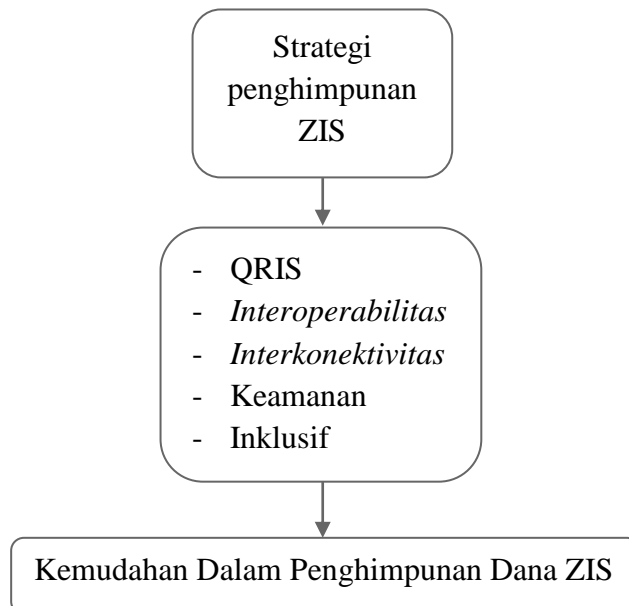 Strategi
penghimpunan
ZIS
- QRIS
- Interoperabilitas
- Interkonektivitas
- Keamanan
- Inklusif
Kemudahan Dalam Penghimpunan Dana ZIS